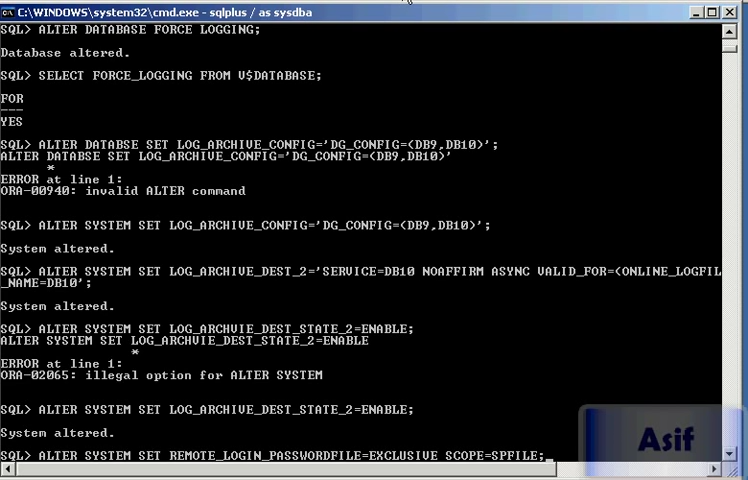 C:\WINDOWS\system32\cmd.exe - sqlplus / as sysdba
SQL> ALTER DATABASE FORCE LOGGING;
Database altered.
SQL> SELECT FORCE_LOGGING FROM V$DATABASE;
FOR
---
YES
SQL> ALTER DATABSE SET LOG_ARCHIVE_CONFIG='DG_CONFIG=(DB9,DB10)';
ALTER DATABSE SET LOG_ARCHIVE_CONFIG='DG_CONFIG=(DB9,DB10)'
*
ERROR at line 1:
ORA-00940: invalid ALTER command
SQL> ALTER SYSTEM SET LOG_ARCHIVE_CONFIG='DG_CONFIG=(DB9,DB10)';
System altered.
SQL> ALTER SYSTEM SET LOG_ARCHIVE_DEST_2='SERVICE=DB10 NOAFFIRM ASYNC VALID_FOR=(ONLINE_LOGFIL
_NAME=DB10';
System altered.
SQL> ALTER SYSTEM SET LOG_ARCHVIE_DEST_STATE_2=ENABLE;
ALTER SYSTEM SET LOG_ARCHVIE_DEST_STATE_2=ENABLE
*
ERROR at line 1:
ORA-02065: illegal option for ALTER SYSTEM
SQL> ALTER SYSTEM SET LOG_ARCHIVE_DEST_STATE_2=ENABLE;
System altered.
SQL> ALTER SYSTEM SET REMOTE_LOGIN_PASSWORDFILE=EXCLUSIVE SCOPE=SPFILE;
Asif